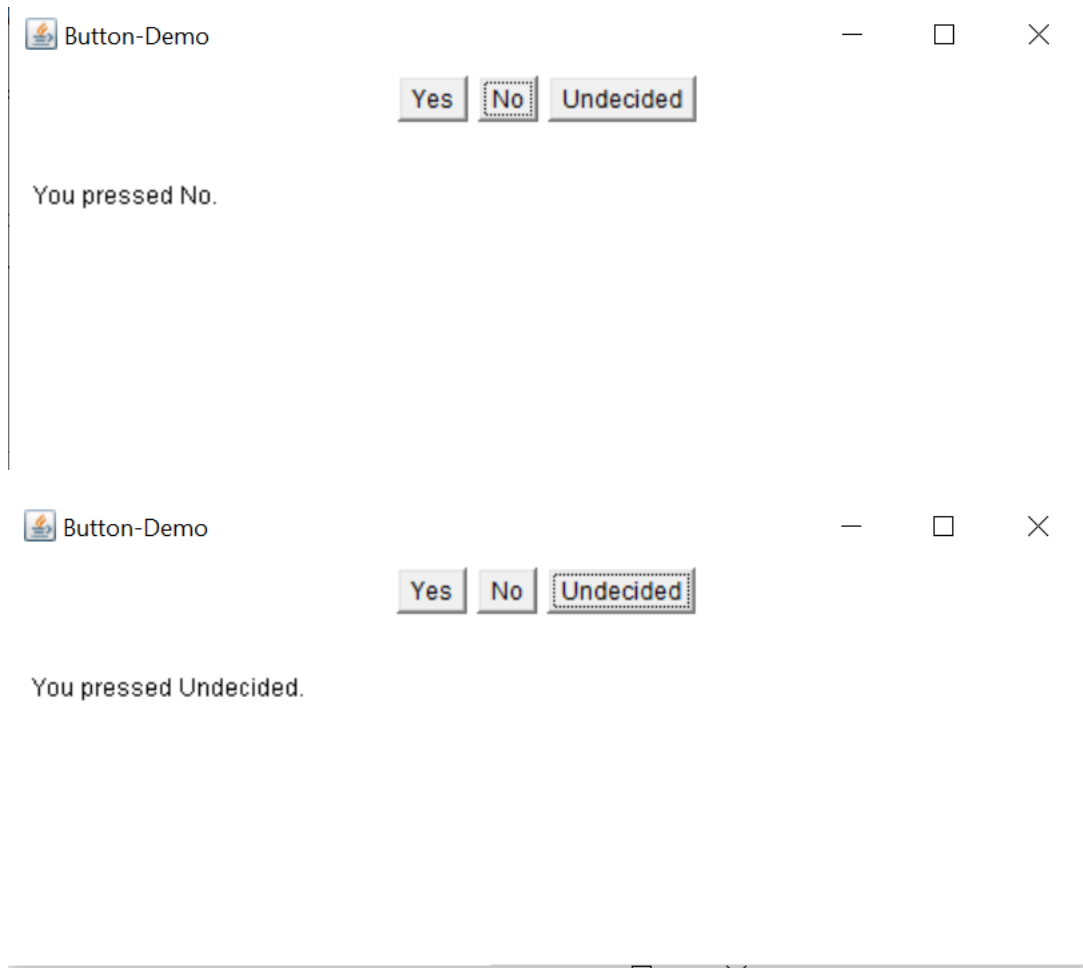 Button-Demo
Yes No Undecided
You pressed No.
Button-Demo
Yes No Undecided
You pressed Undecided.